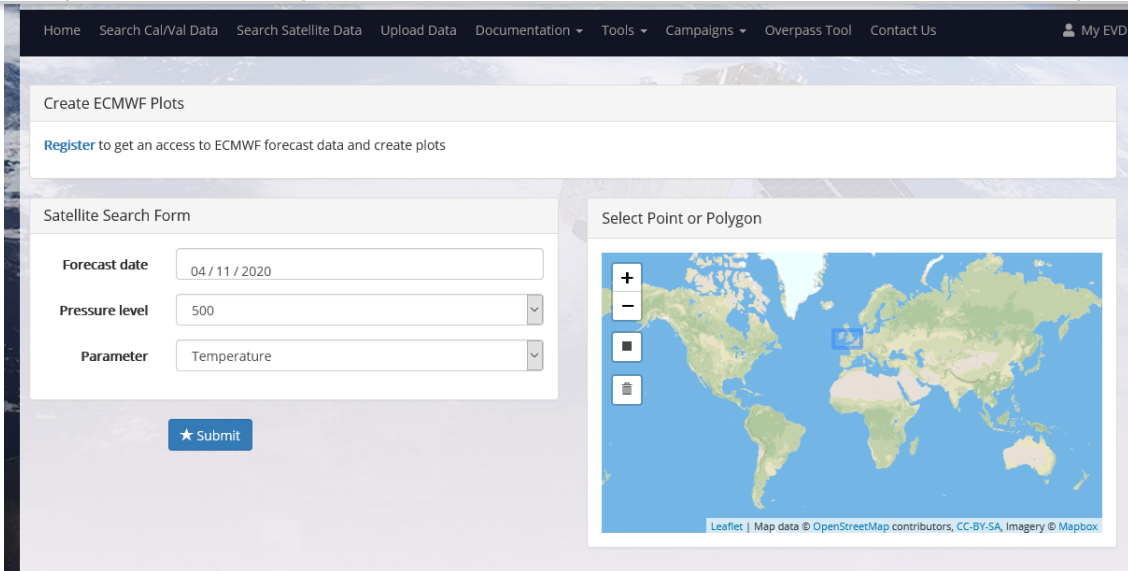 Home Search Cal/Val Data Search Satellite Data Upload Data Documentation Tools Campaigns Overpass Tool Contact Us My EVD
Create ECMWF Plots
Register to get an access to ECMWF forecast data and create plots
Satellite Search Form
Forecast date 04 / 11 / 2020
Pressure level 500
Parameter Temperature
★ Submit
Select Point or Polygon
+
−
Leaflet | Map data © OpenStreetMap contributors, CC-BY-SA, Imagery © Mapbox